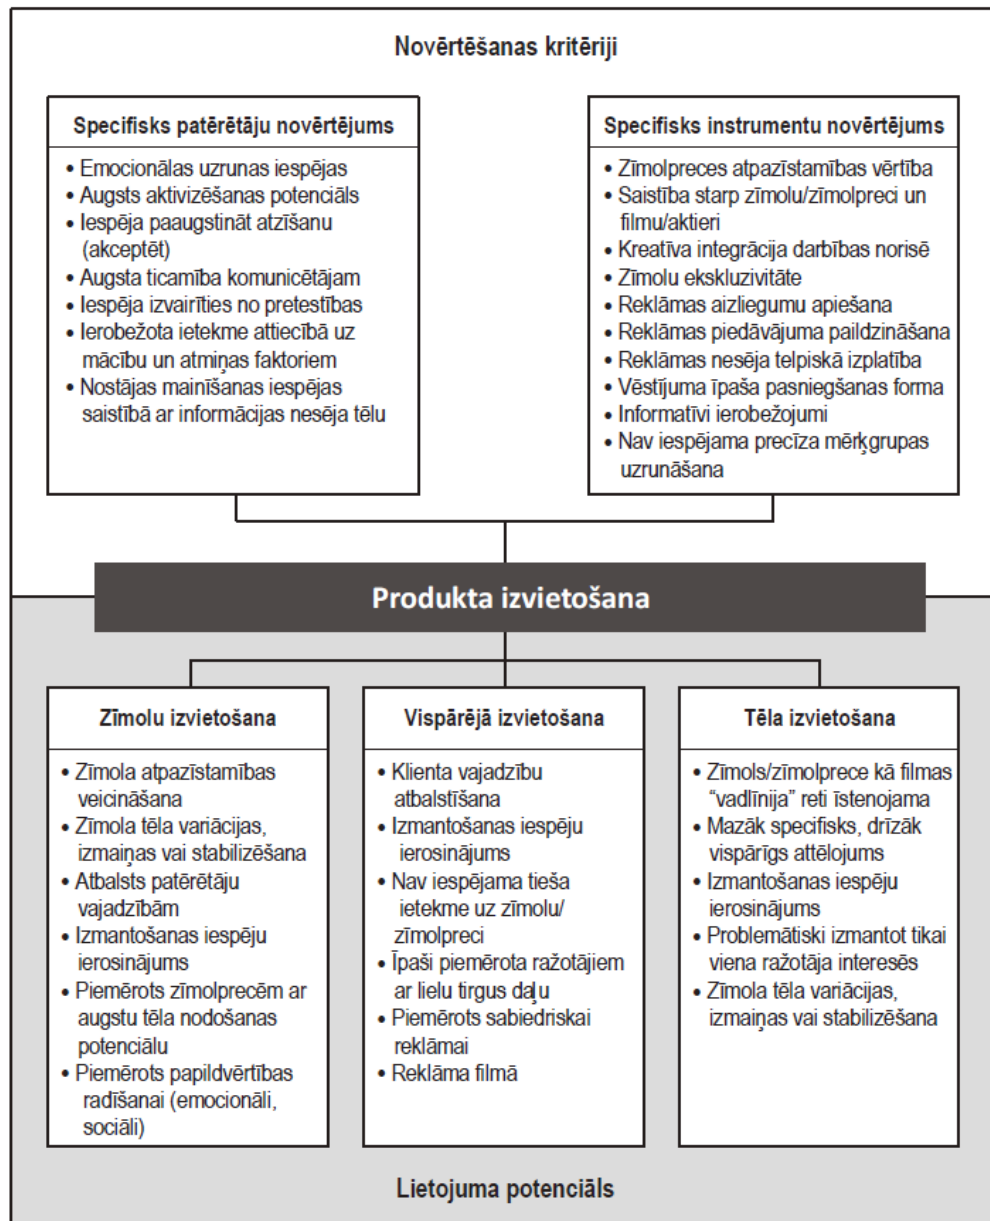 Novērtēšanas kritēriji
Specifisks patērētāju novērtējums
• Emocionālas uzrunas iespējas
• Augsts aktivizēšanas potenciāls
• Iespēja paaugstināt atzīšanu
(akceptēt)
• Augsta ticamība komunicētājam
• Iespēja izvairīties no pretestības
• Ierobežota ietekme attiecībā uz
mācību un atmiņas faktoriem
• Nostājas mainīšanas iespējas
saistībā ar informācijas nesēja tēlu
Specifisks instrumentu novērtējums
• Zīmolpreces atpazīstamības vērtība
• Saistība starp zīmolu/zīmolpreci un
filmu/aktieri
• Kreatīva integrācija darbības norisē
• Zīmolu ekskluzivitāte
• Reklāmas aizliegumu apiešana
• Reklāmas piedāvājuma paildzināšana
• Reklāmas nesēja telpiskā izplatība
• Vēstījuma īpaša pasniegšanas forma
• Informatīvi ierobežojumi
• Nav iespējama precīza mērķgrupas
uzrunāšana
Produkta izvietošana
Zīmolu izvietošana
• Zīmola atpazīstamības
veicināšana
• Zīmola tēla variācijas,
izmaiņas vai stabilizēšana
• Atbalsts patērētāju
vajadzībām
• Izmantošanas iespēju
ierosinājums
• Piemērots zīmolprecēm ar
augstu tēla nodošanas
potenciālu
• Piemērots papildvērtības
radīšanai (emocionāli,
sociāli)
Vispārējā izvietošana
• Klienta vajadzību
atbalstīšana
• Izmantošanas iespēju
ierosinājums
• Nav iespējama tieša
ietekme uz zīmolu/
zīmolpreci
• Īpaši piemērota ražotājiem
ar lielu tirgus daļu
• Piemērots sabiedriskai
reklāmai
• Reklāma filmā
Tēla izvietošana
• Zīmols/zīmolprece kā filmas
“vadlīnija” reti īstenojama
• Mazāk specifisks, drīzāk
vispārīgs attēlojums
• Izmantošanas iespēju
ierosinājums
• Problemātiski izmantot tikai
viena ražotāja interesēs
• Zīmola tēla variācijas,
izmaiņas vai stabilizēšana
Lietojuma potenciāls